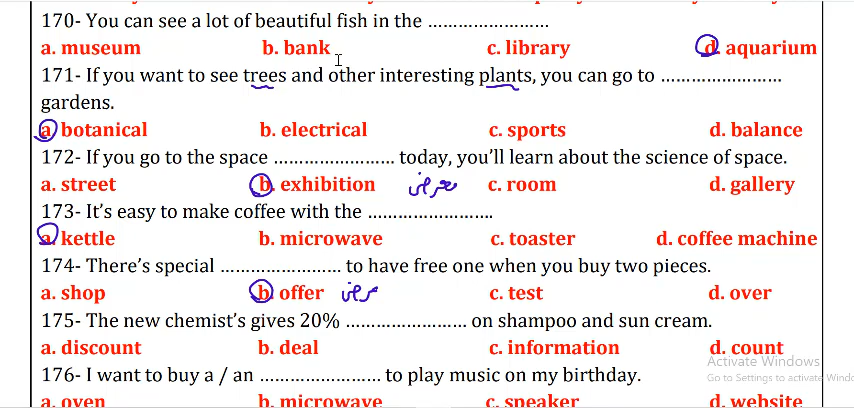 170- You can see a lot of beautiful fish in the ...........................
a. museum b. bank c. library d. aquarium
171- If you want to see trees and other interesting plants, you can go to ...........................
gardens.
a. botanical b. electrical c. sports d. balance
172- If you go to the space ........................... today, you'll learn about the science of space.
a. street b. exhibition معرض c. room d. gallery
173- It's easy to make coffee with the ...........................
a. kettle b. microwave c. toaster d. coffee machine
174- There's special ........................... to have free one when you buy two pieces.
a. shop b. offer عرض c. test d. over
175- The new chemist's gives 20% ........................... on shampoo and sun cream.
a. discount b. deal c. information d. count
Activate Windows
176- I want to buy a / an ........................... to play music on my birthday.
Go to Settings to activate Windo
a. oven b. microwave c. speaker d. website